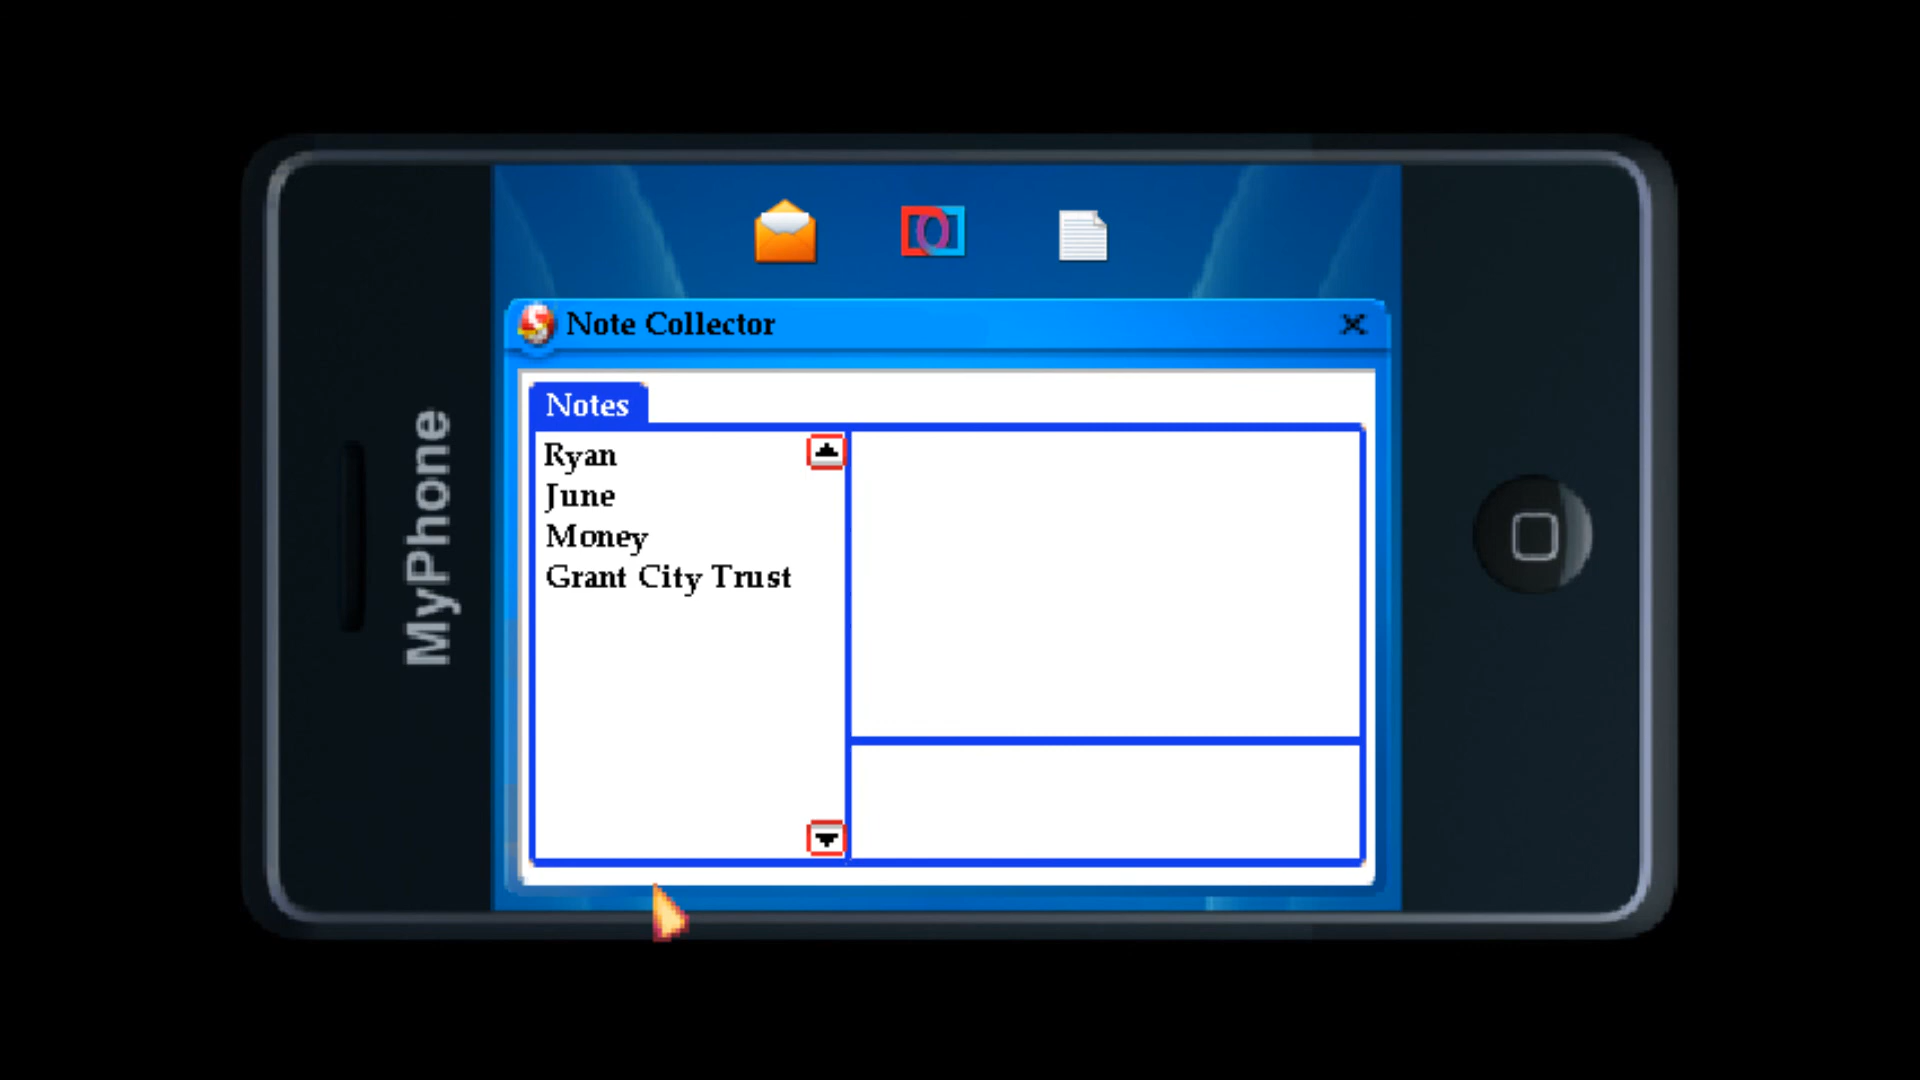 MyPhone
Note Collector
Notes
Ryan
June
Money
Grant City Trust